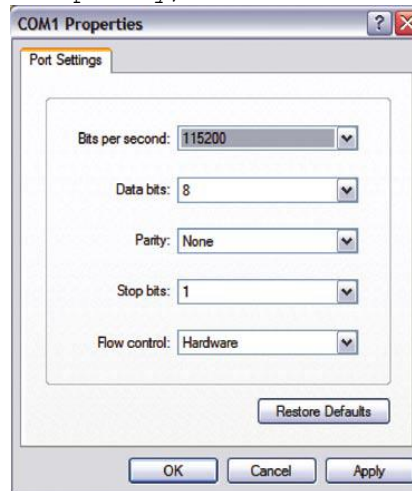 COM1 Properties
?
Port Settings
Bits per second: 115200
Data bits: 8
Parity: None
Stop bits: 1
Flow control: Hardware
Restore Defaults
OK Cancel Apply